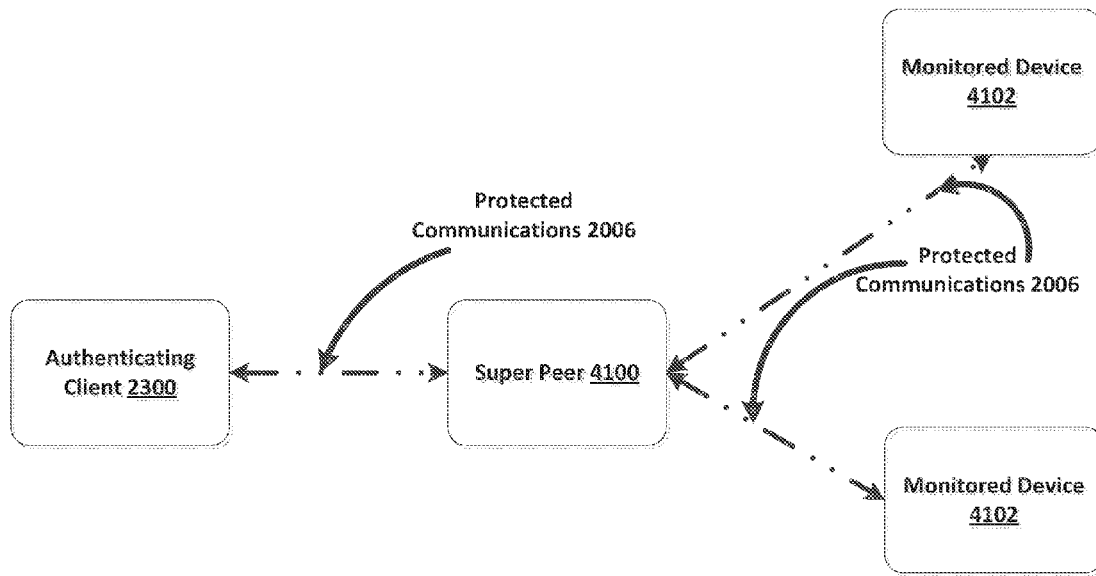 Monitored Device
4102
Protected
Communications 2006
Protected
Communications 2006
Authenticating
Client 2300
Super Peer 4100
Monitored Device
4102